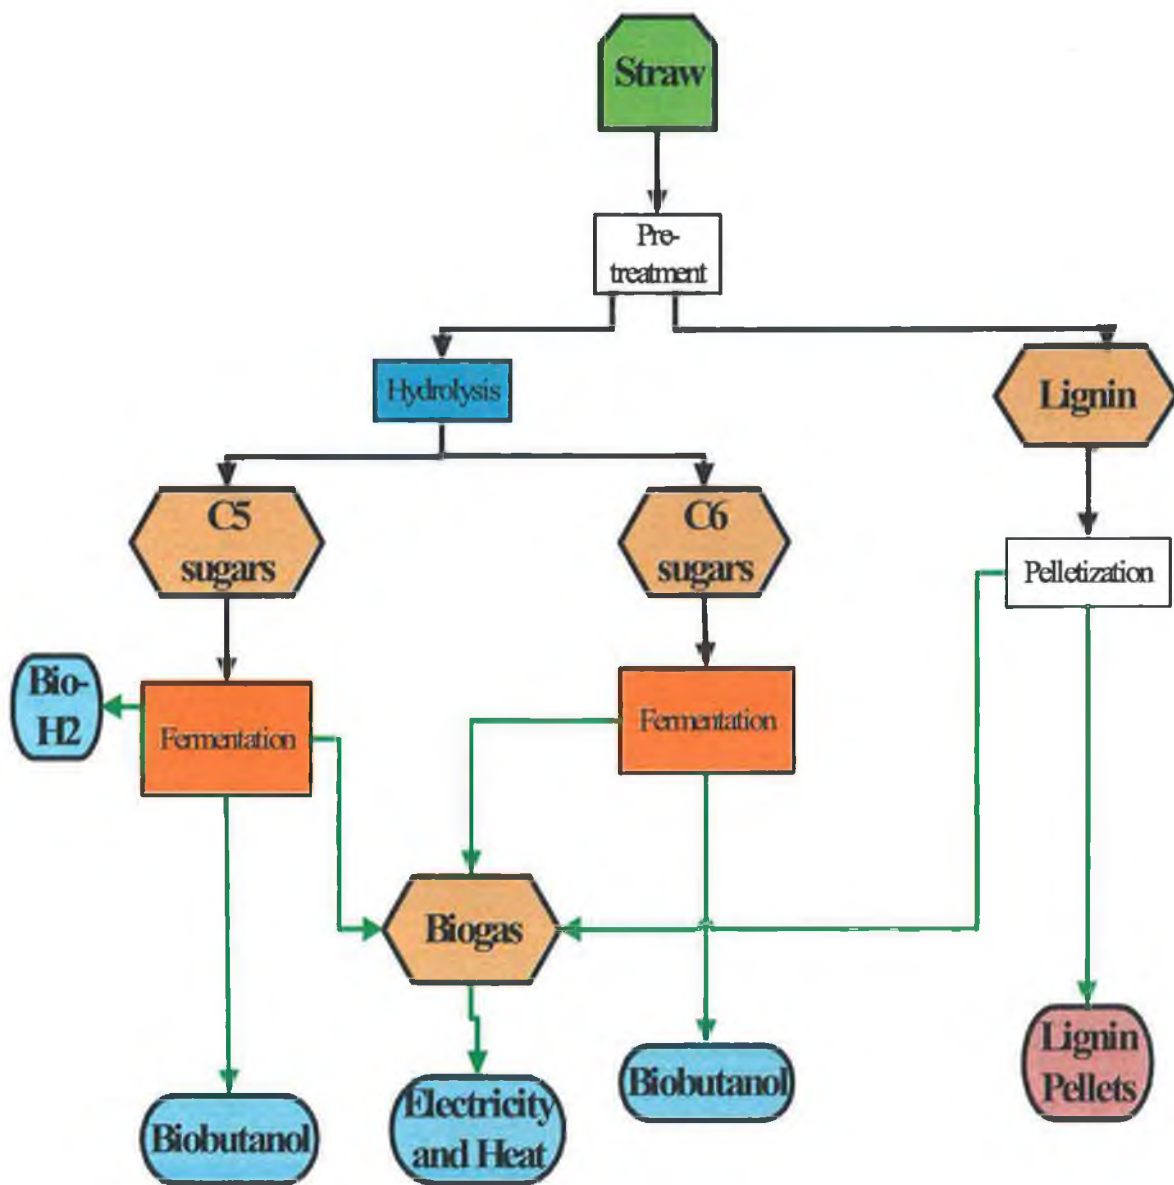 Straw
Pre-
treatment
Hydrolysis
Lignin
C5
sugars
C6
sugars
Pelletization
Bio-
H2
Fermentation
Fermentation
Biogas
Biobutanol
Electricity
and Heat
Biobutanol
Lignin
Pellets